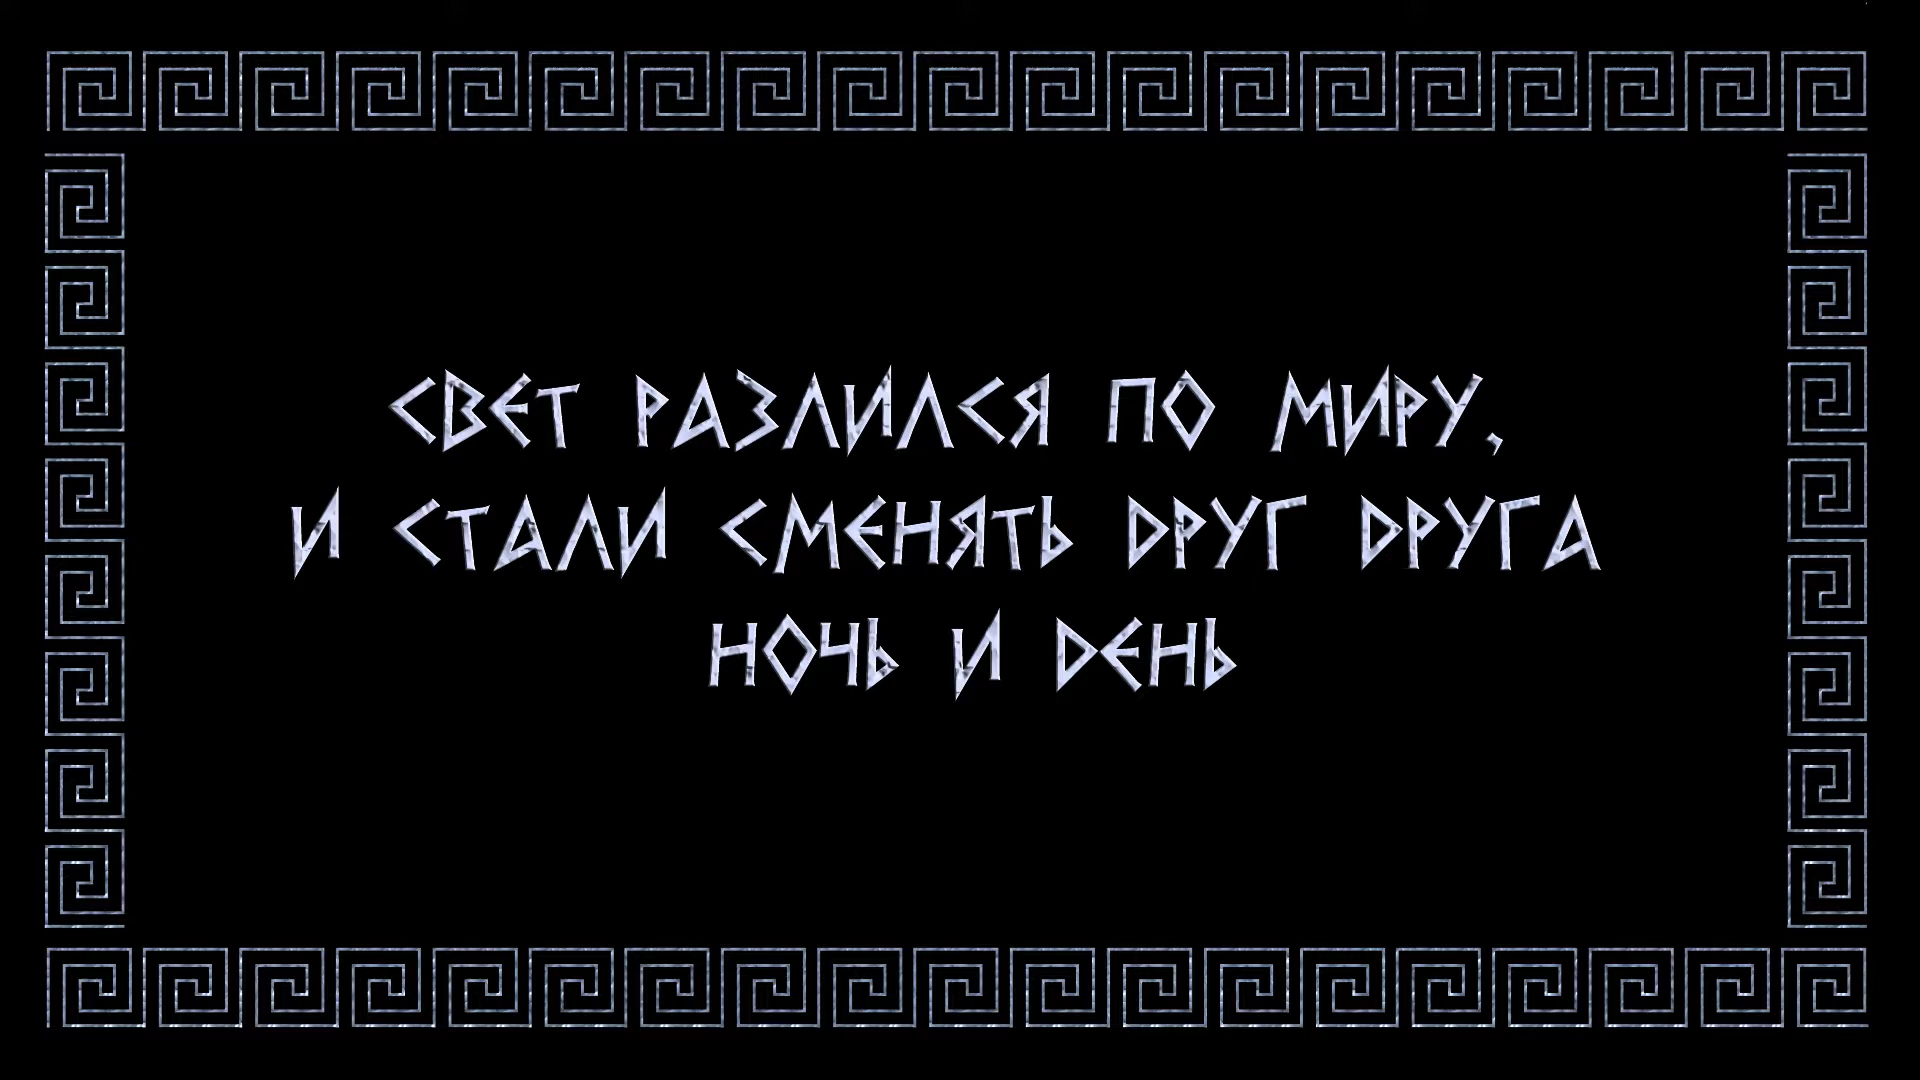 СВЕТ РАЗЛИЛСЯ ПО МИРУ,
И СТАЛИ СМЕНЯТЬ ДРУГ ДРУГА
НОЧЬ И ДЕНЬ